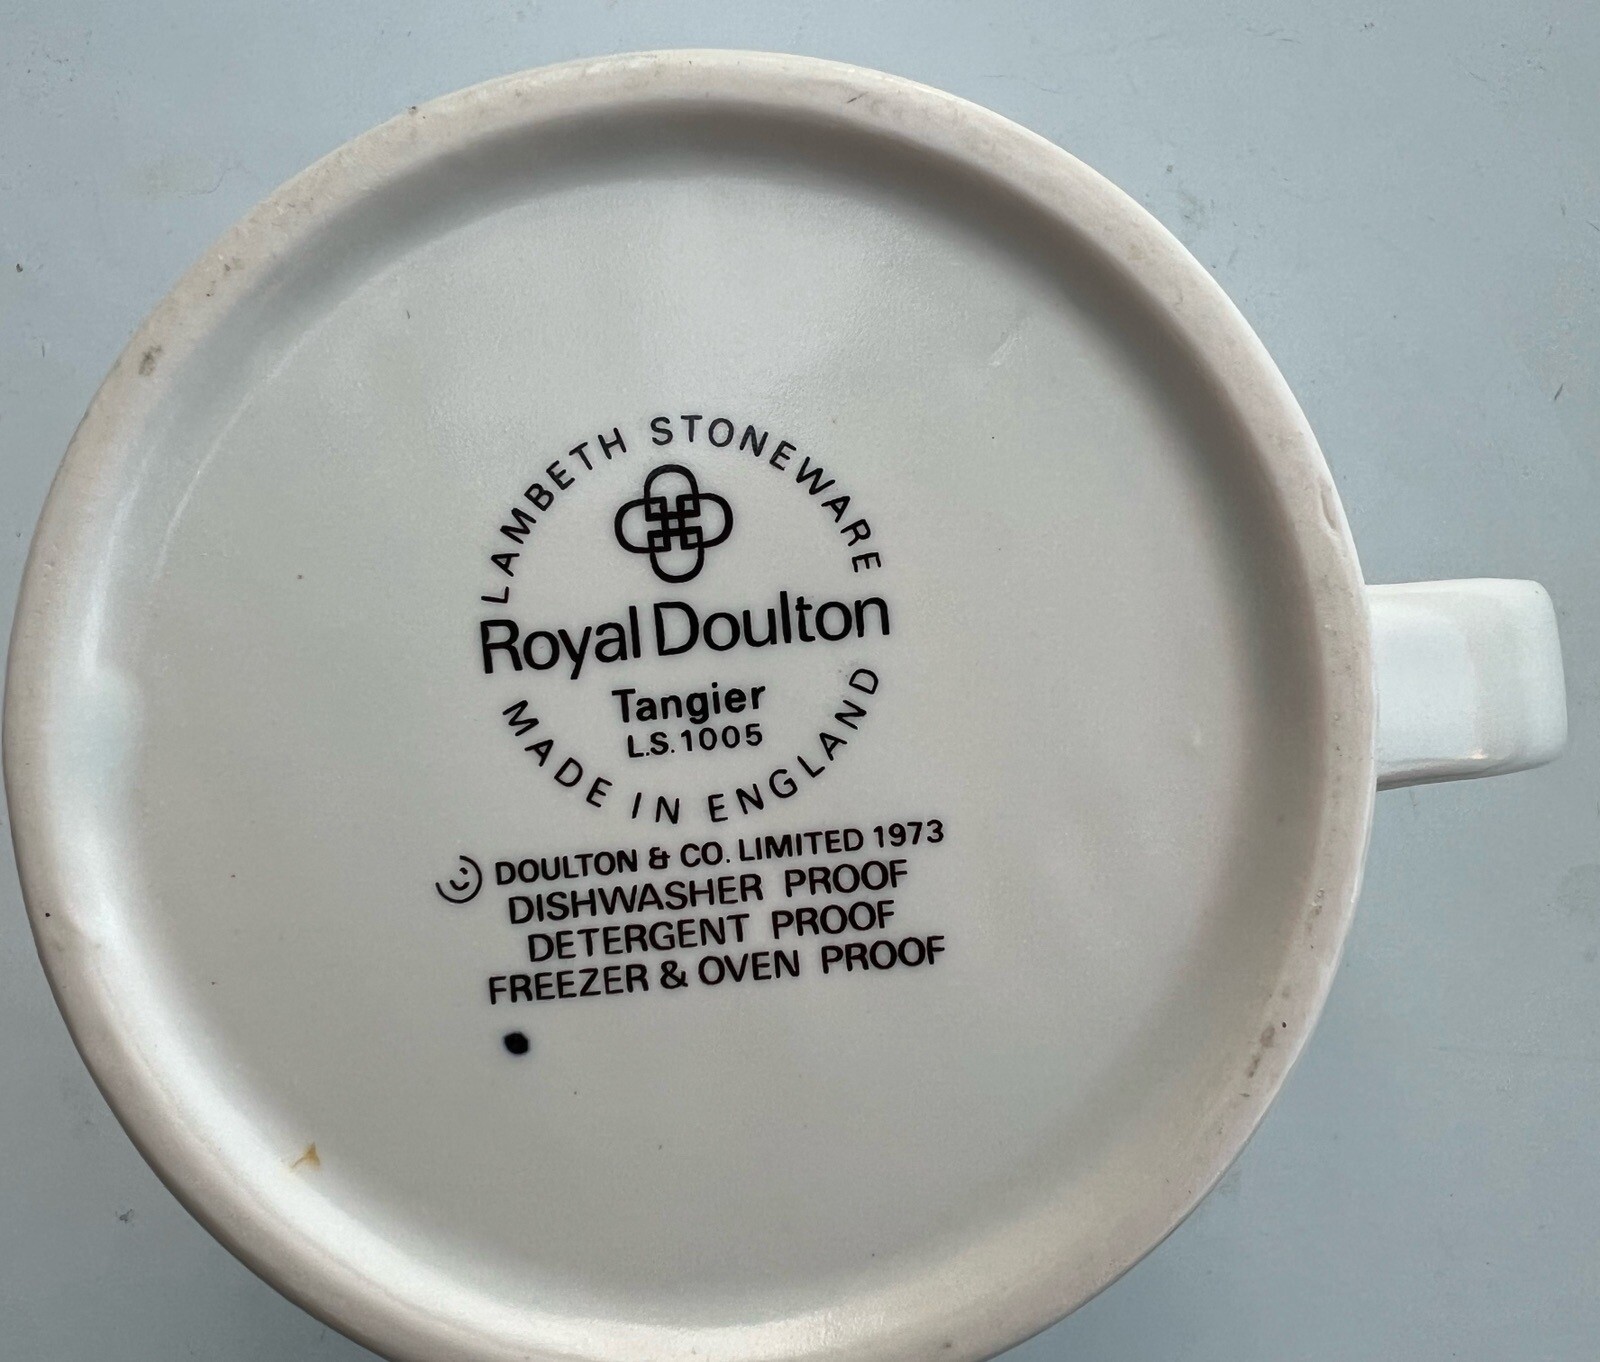 LAMBETH STONEWARE
Royal Doulton
Tangier
L.S.1005
MADE IN ENGLAND
DOULTON & CO. LIMITED 1973
DISHWASHER PROOF
DETERGENT PROOF
FREEZER & OVEN PROOF